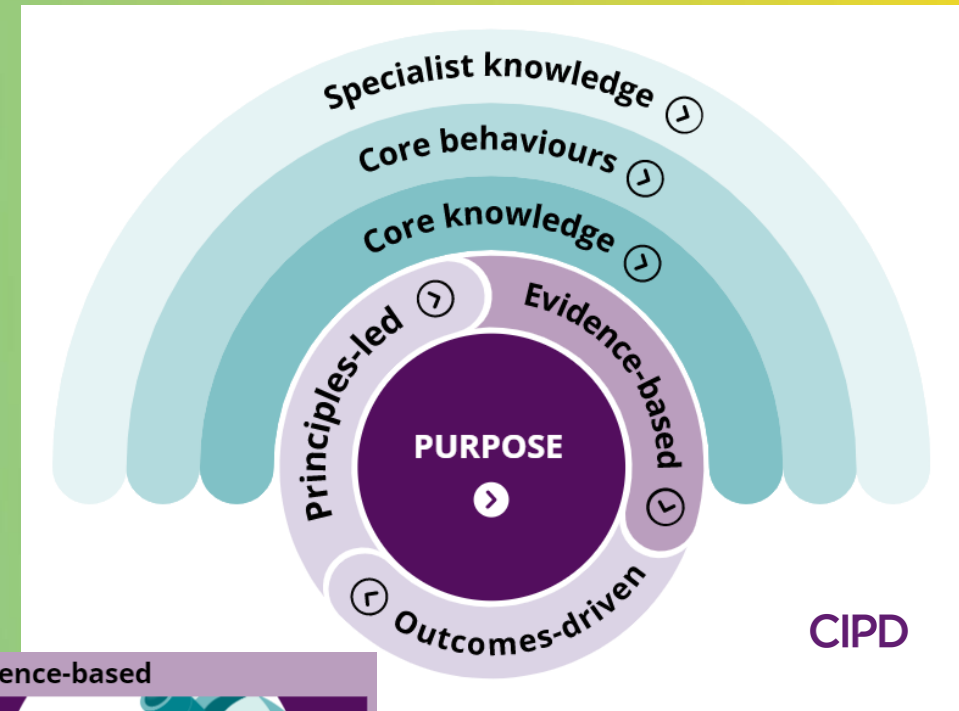 Specialist knowledge
Core behaviours
Core knowledge
Principles-led
Evidence-based
PURPOSE
Outcomes-driven
CIPD
ence-based